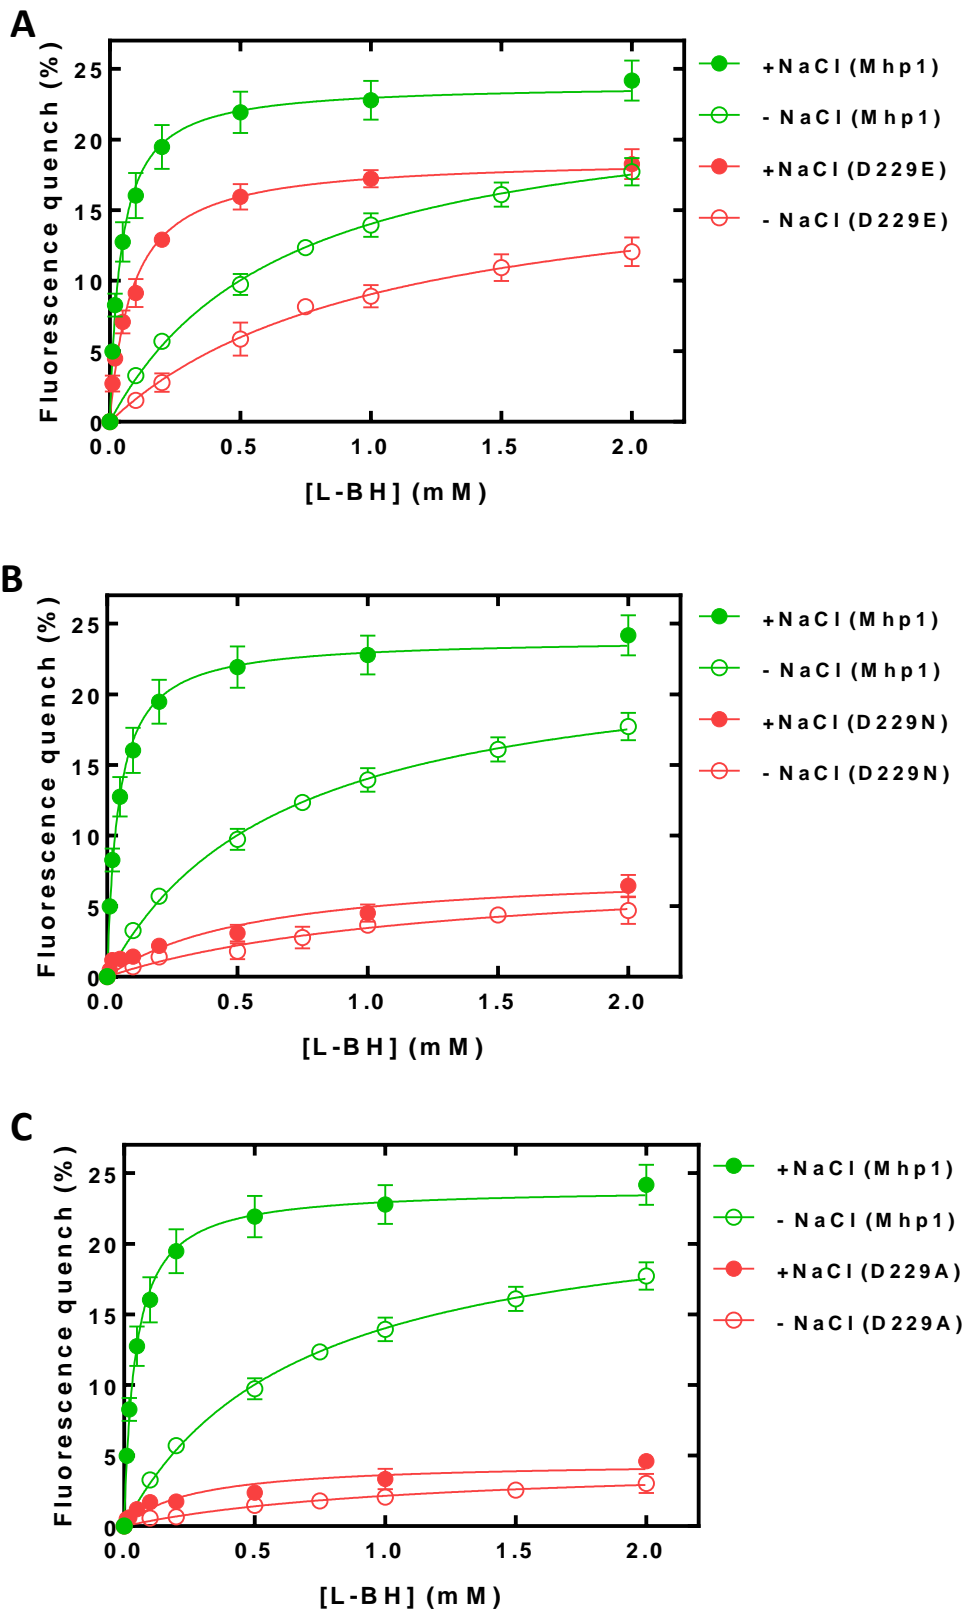 A
Fluorescence quench (%)
25
20
15
10
5
0
0.0 0.5 1.0 1.5 2.0
[L-BH] (mM)
+NaCl (Mhp1)
- NaCl (Mhp1)
+NaCl (D229E)
- NaCl (D229E)
B
Fluorescence quench (%)
25
20
15
10
5
0
0.0 0.5 1.0 1.5 2.0
[L-BH] (mM)
+NaCl (Mhp1)
- NaCl (Mhp1)
+NaCl (D229N)
- NaCl (D229N)
C
Fluorescence quench (%)
25
20
15
10
5
0
0.0 0.5 1.0 1.5 2.0
[L-BH] (mM)
+NaCl (Mhp1)
- NaCl (Mhp1)
+NaCl (D229A)
- NaCl (D229A)